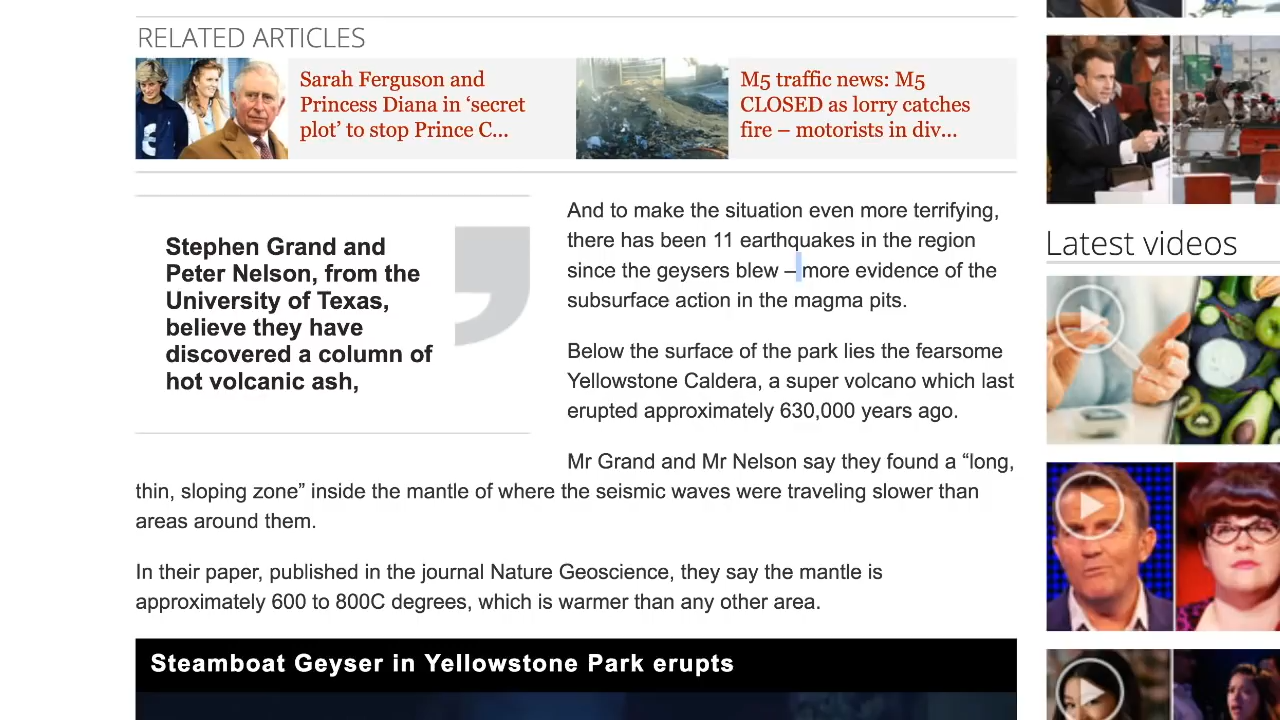 RELATED ARTICLES
Sarah Ferguson and
Princess Diana in ‘secret
plot’ to stop Prince C...
M5 traffic news: M5
CLOSED as lorry catches
fire – motorists in div...
Stephen Grand and
Peter Nelson, from the
University of Texas,
believe they have
discovered a column of
hot volcanic ash,
And to make the situation even more terrifying,
there has been 11 earthquakes in the region
since the geysers blew – more evidence of the
subsurface action in the magma pits.
Below the surface of the park lies the fearsome
Yellowstone Caldera, a super volcano which last
erupted approximately 630,000 years ago.
Mr Grand and Mr Nelson say they found a “long,
thin, sloping zone” inside the mantle of where the seismic waves were traveling slower than
areas around them.
In their paper, published in the journal Nature Geoscience, they say the mantle is
approximately 600 to 800C degrees, which is warmer than any other area.
Steamboat Geyser in Yellowstone Park erupts
Latest videos